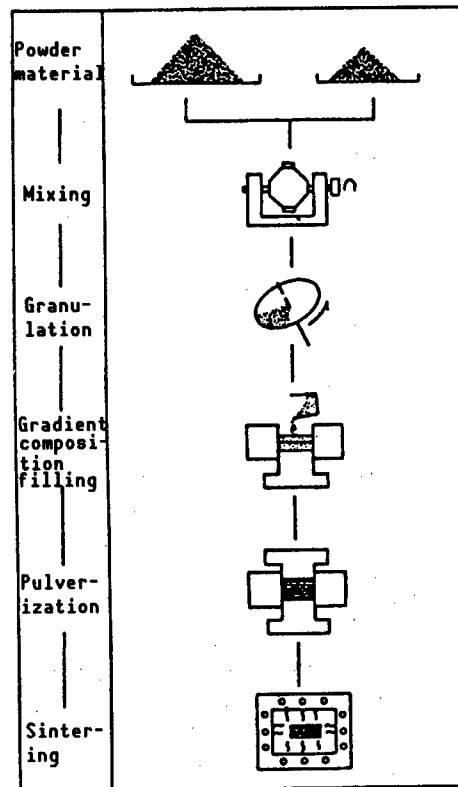 Powder
material
Mixing
Granu-
lation
Gradient
composi-
tion
filling
Pulver-
ization
Sinter-
ing